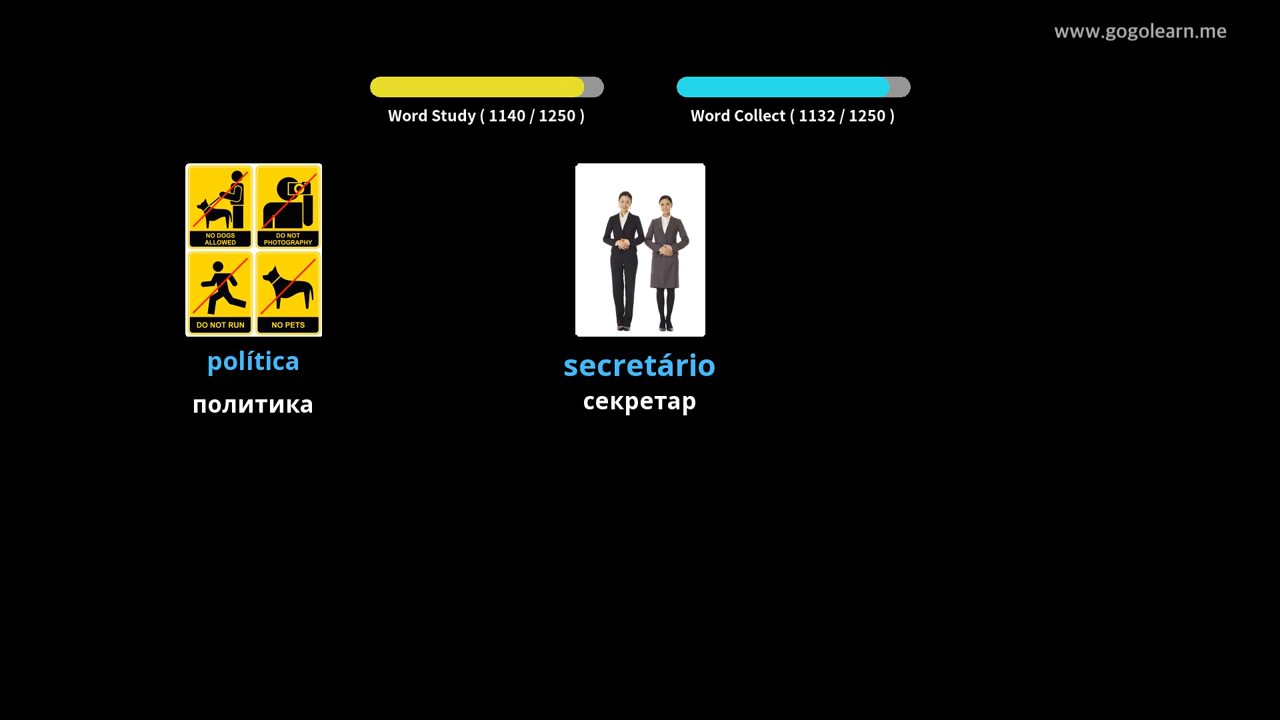 www.gogolearn.me
Word Study ( 1140 / 1250 )
Word Collect ( 1132 / 1250 )
NO DOGS
ALLOWED
DO NOT
PHOTOGRAPHY
DO NOT RUN
NO PETS
política
политика
secretário
секретар